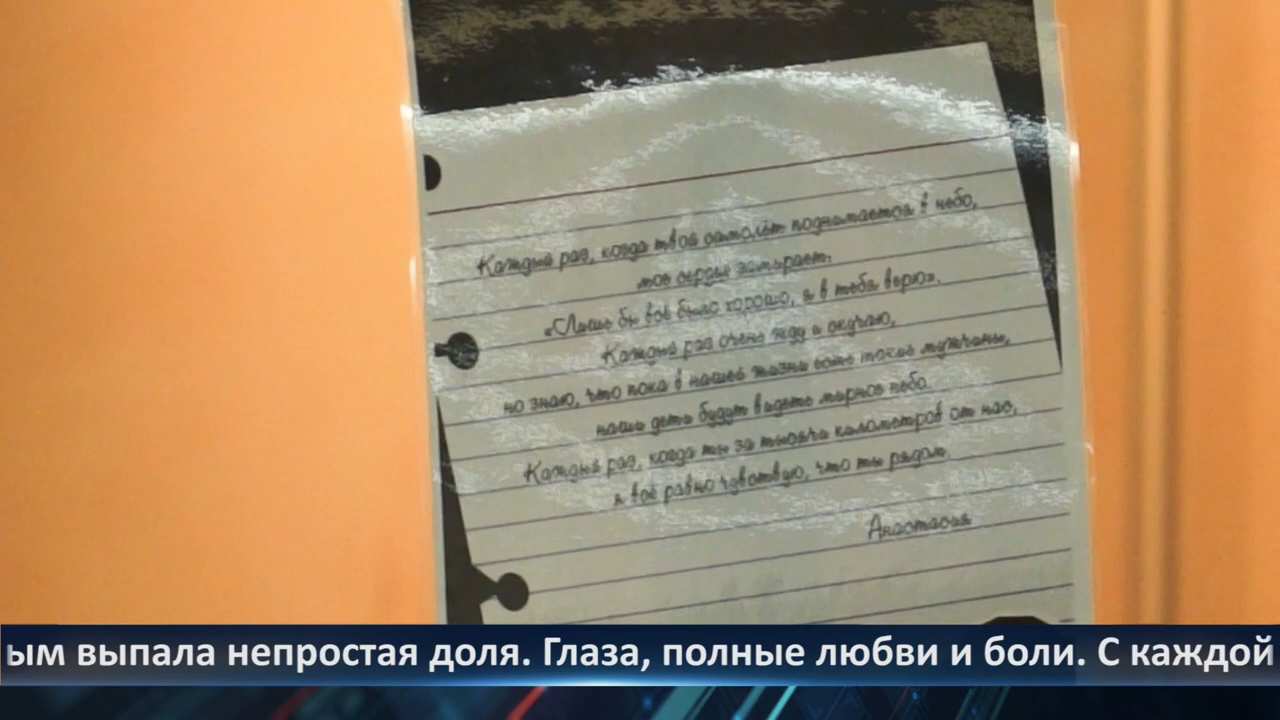 Каждый раз, когда твой самолёт поднимается в небо,
мое сердце замирает.
«Лишь бы всё было хорошо, я в тебя верю».
Каждый раз очень жду и скучаю,
но знаю, что пока в нашей жизни есть такие мужчины,
наши дети будут видеть мирное небо.
Каждый раз, когда ты за тысячи километров от нас,
я всё равно чувствую, что ты рядом.
Анастасия
ым выпала непростая доля. Глаза, полные любви и боли. С каждой